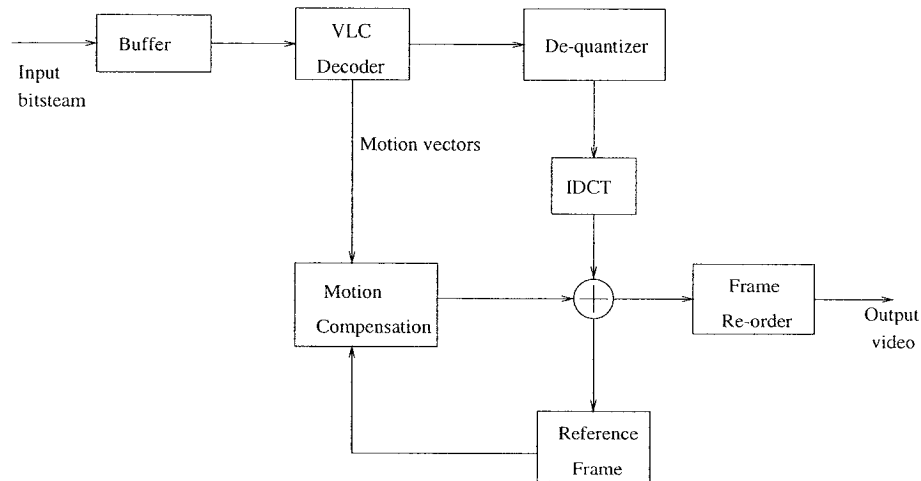 Buffer
VLC
Decoder
De-quantizer
Input
bitsteam
Motion vectors
IDCT
Motion
Compensation
Frame
Re-order
Output
video
Reference
Frame